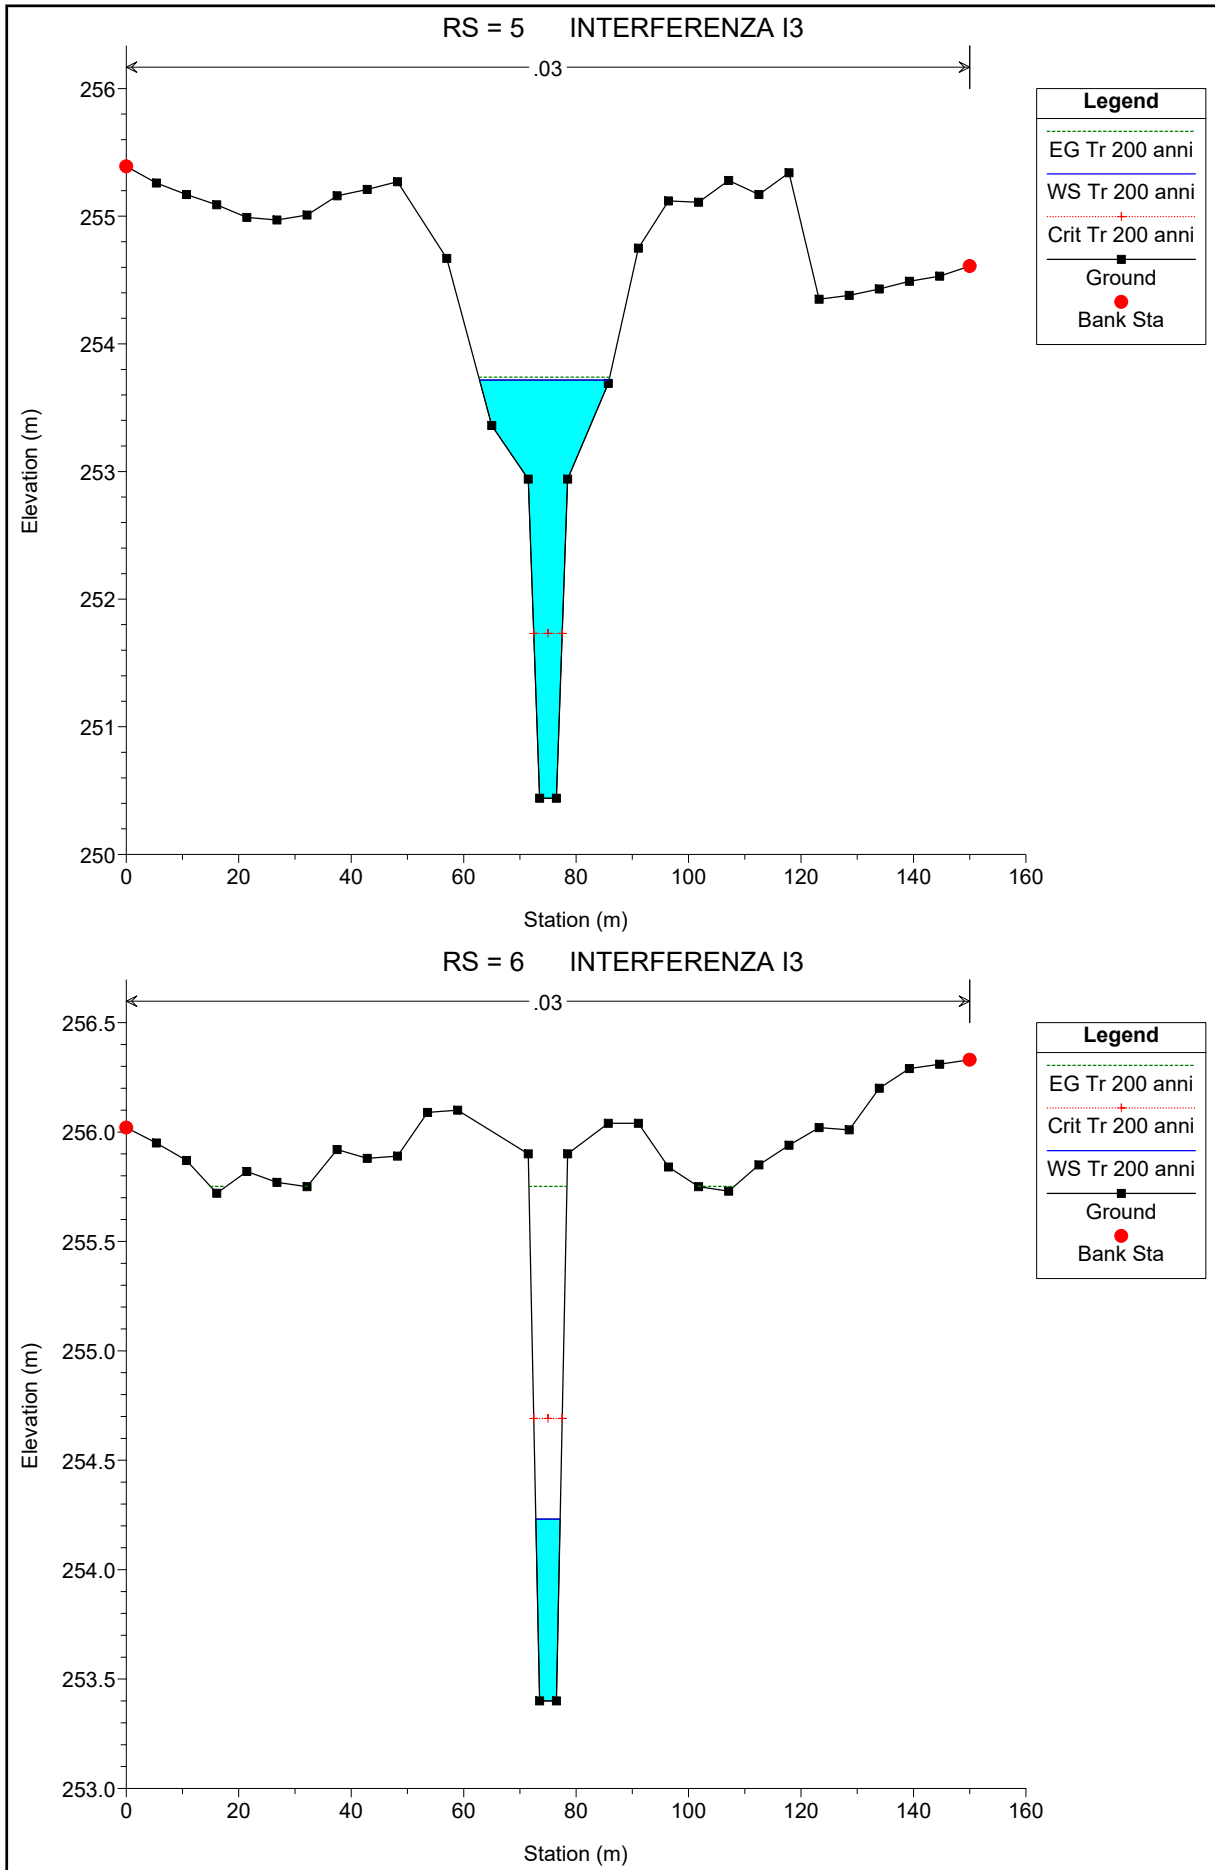 RS = 5 INTERFERENZA I3
.03
256
255
254
253
252
251
250
Elevation (m)
0 20 40 60 80 100 120 140 160
Station (m)
Legend
EG Tr 200 anni
WS Tr 200 anni
Crit Tr 200 anni
Ground
Bank Sta
RS = 6 INTERFERENZA I3
.03
256.5
256.0
255.5
255.0
254.5
254.0
253.5
253.0
Elevation (m)
0 20 40 60 80 100 120 140 160
Station (m)
Legend
EG Tr 200 anni
Crit Tr 200 anni
WS Tr 200 anni
Ground
Bank Sta